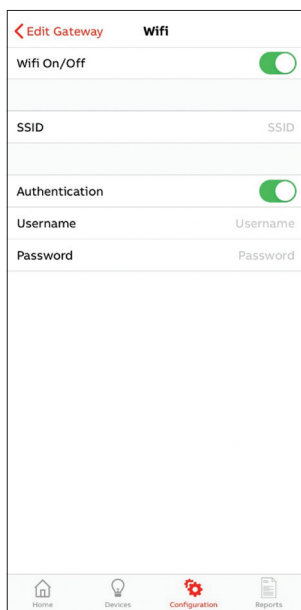 Edit Gateway Wifi
Wifi On/Off
SSID SSID
Authentication
Username Username
Password Password
Home Devices Configuration Reports